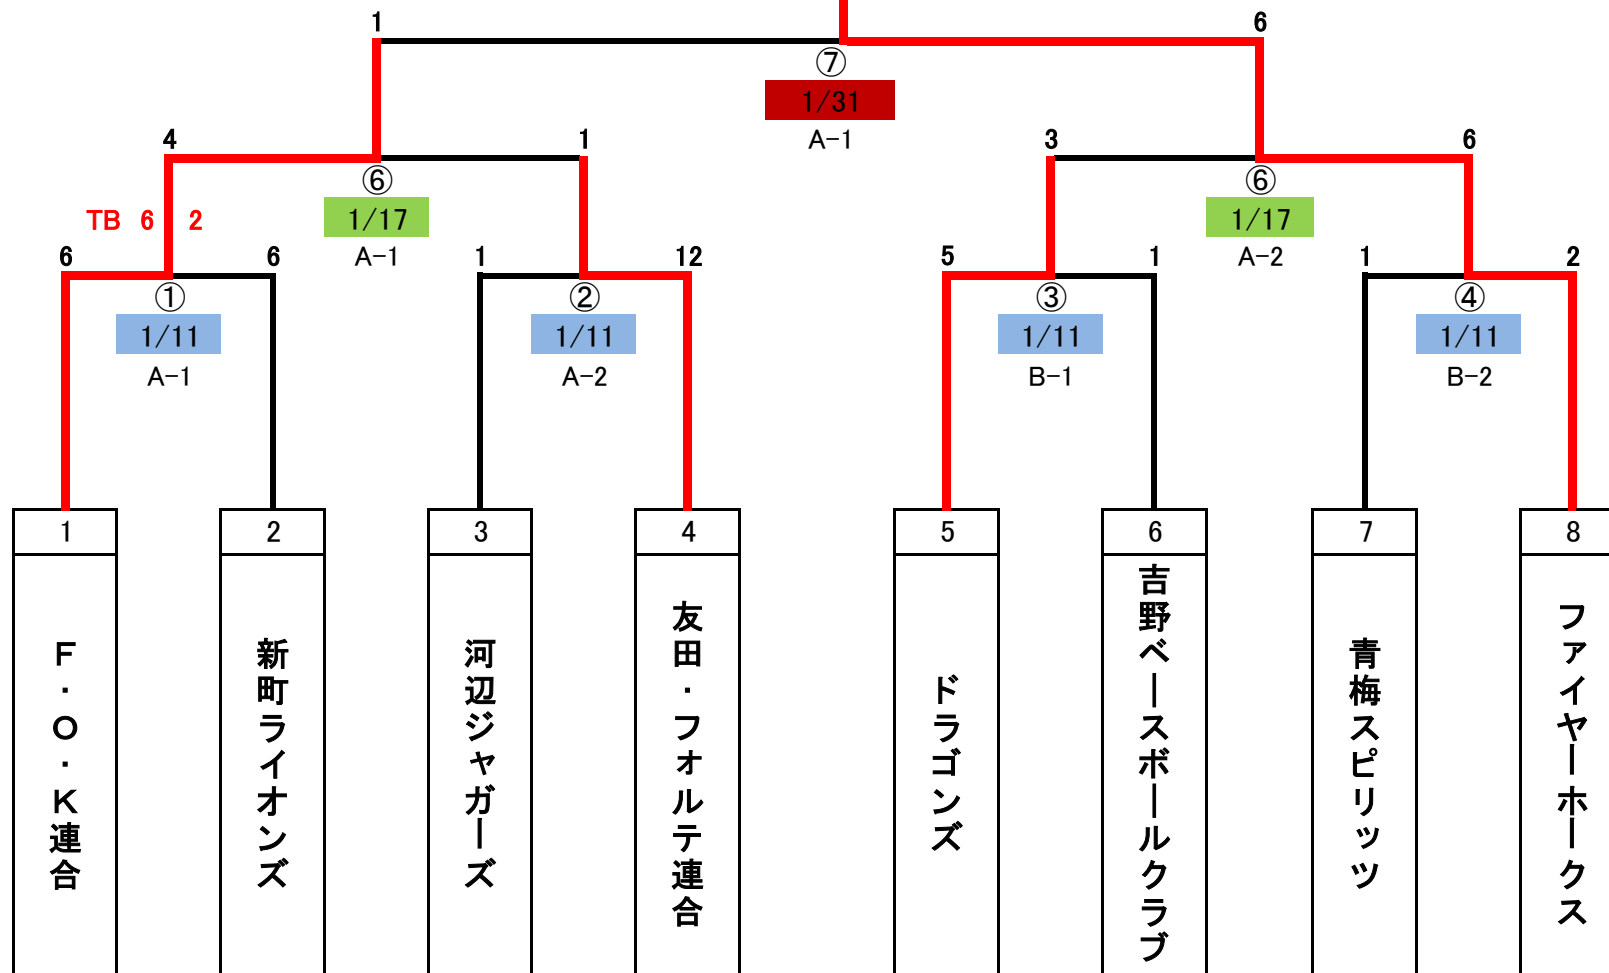 1 6
⑦
1/31
A-1
4 1 3 6
⑥ ⑥
1/17 1/17
A-1 A-2
TB 6 2
6 6 1 12 5 1 1 2
① ② ③ ④
1/11 1/11 1/11 1/11
A-1 A-2 B-1 B-2
1 2 3 4 5 6 7 8
F・O・K連合
新町ライオンズ
河辺ジャガーズ
友田・フォルテ連合
ドラゴンズ
吉野ベースボールクラブ
青梅スピリッツ
ファイヤーホークス